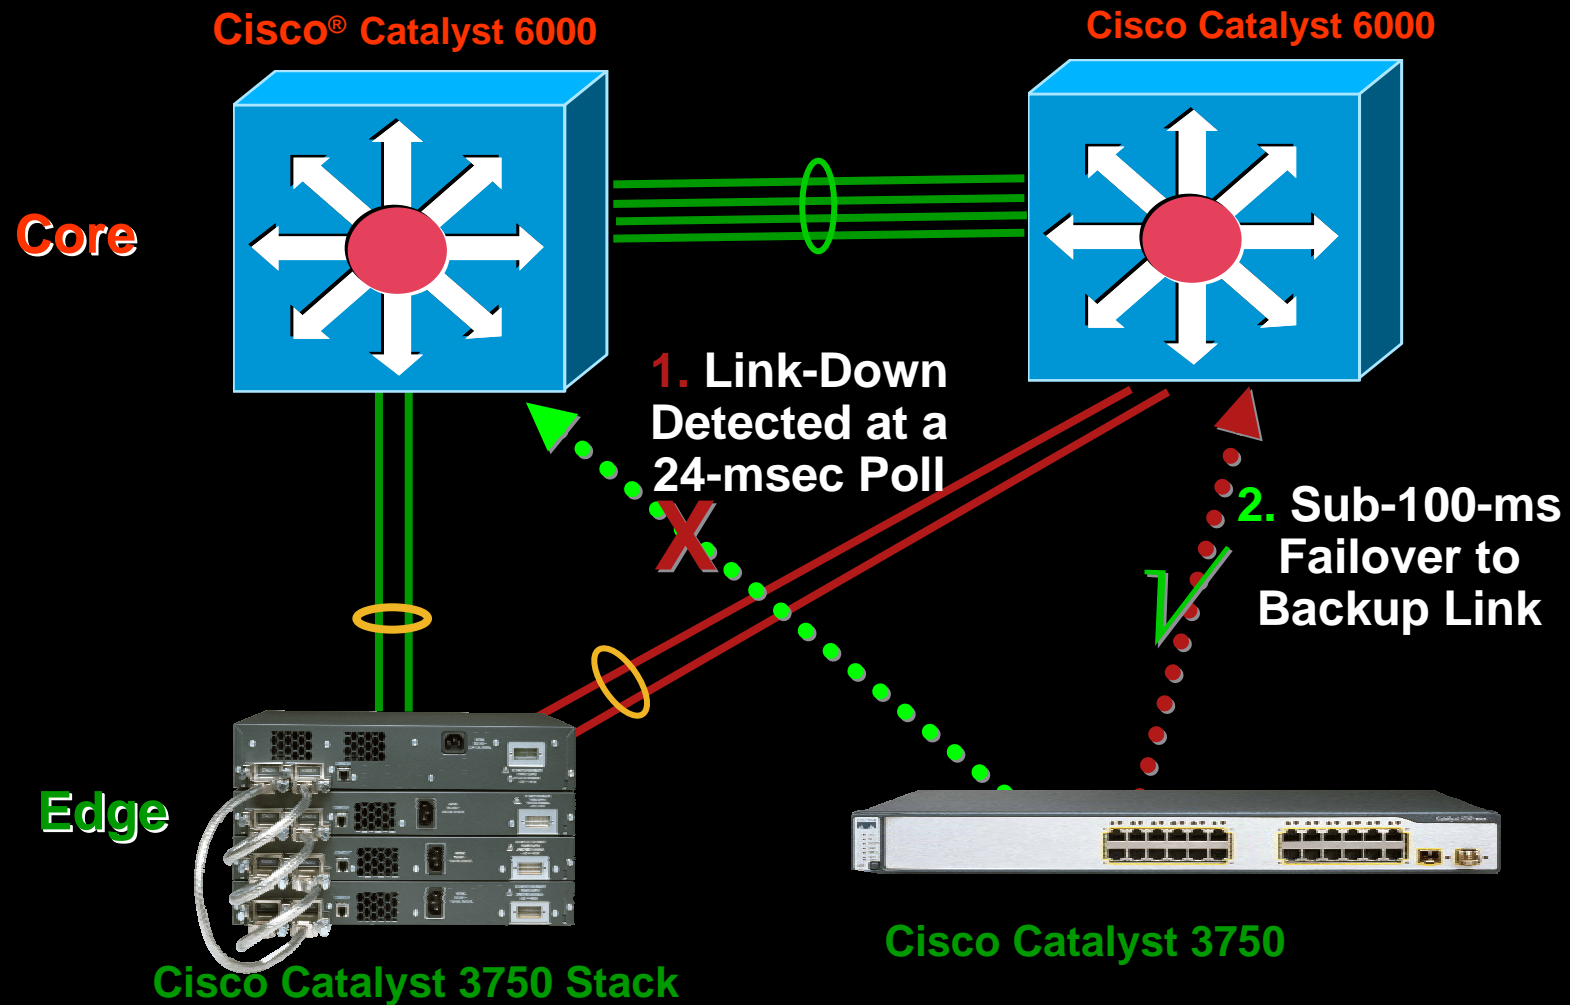 Cisco® Catalyst 6000
Cisco Catalyst 6000
Core
1. Link-Down
Detected at a
24-msec Poll
X
2. Sub-100-ms
Failover to
Backup Link
Edge
Cisco Catalyst 3750
Cisco Catalyst 3750 Stack